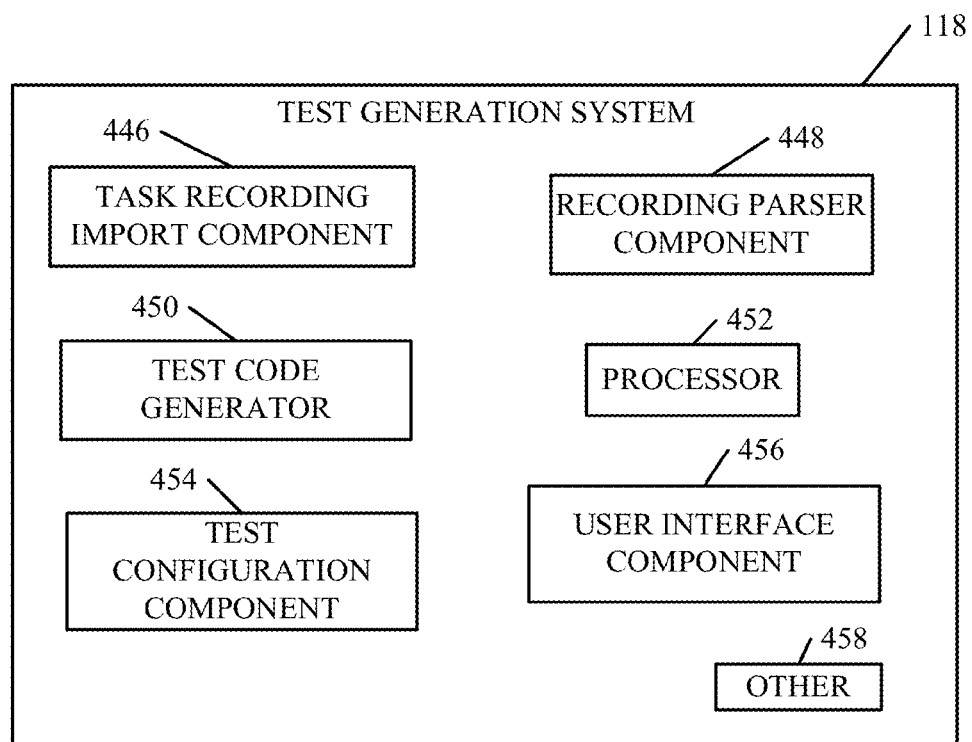 118
TEST GENERATION SYSTEM
446
TASK RECORDING
IMPORT COMPONENT
448
RECORDING PARSER
COMPONENT
450
TEST CODE
GENERATOR
452
PROCESSOR
454
TEST
CONFIGURATION
COMPONENT
456
USER INTERFACE
COMPONENT
458
OTHER